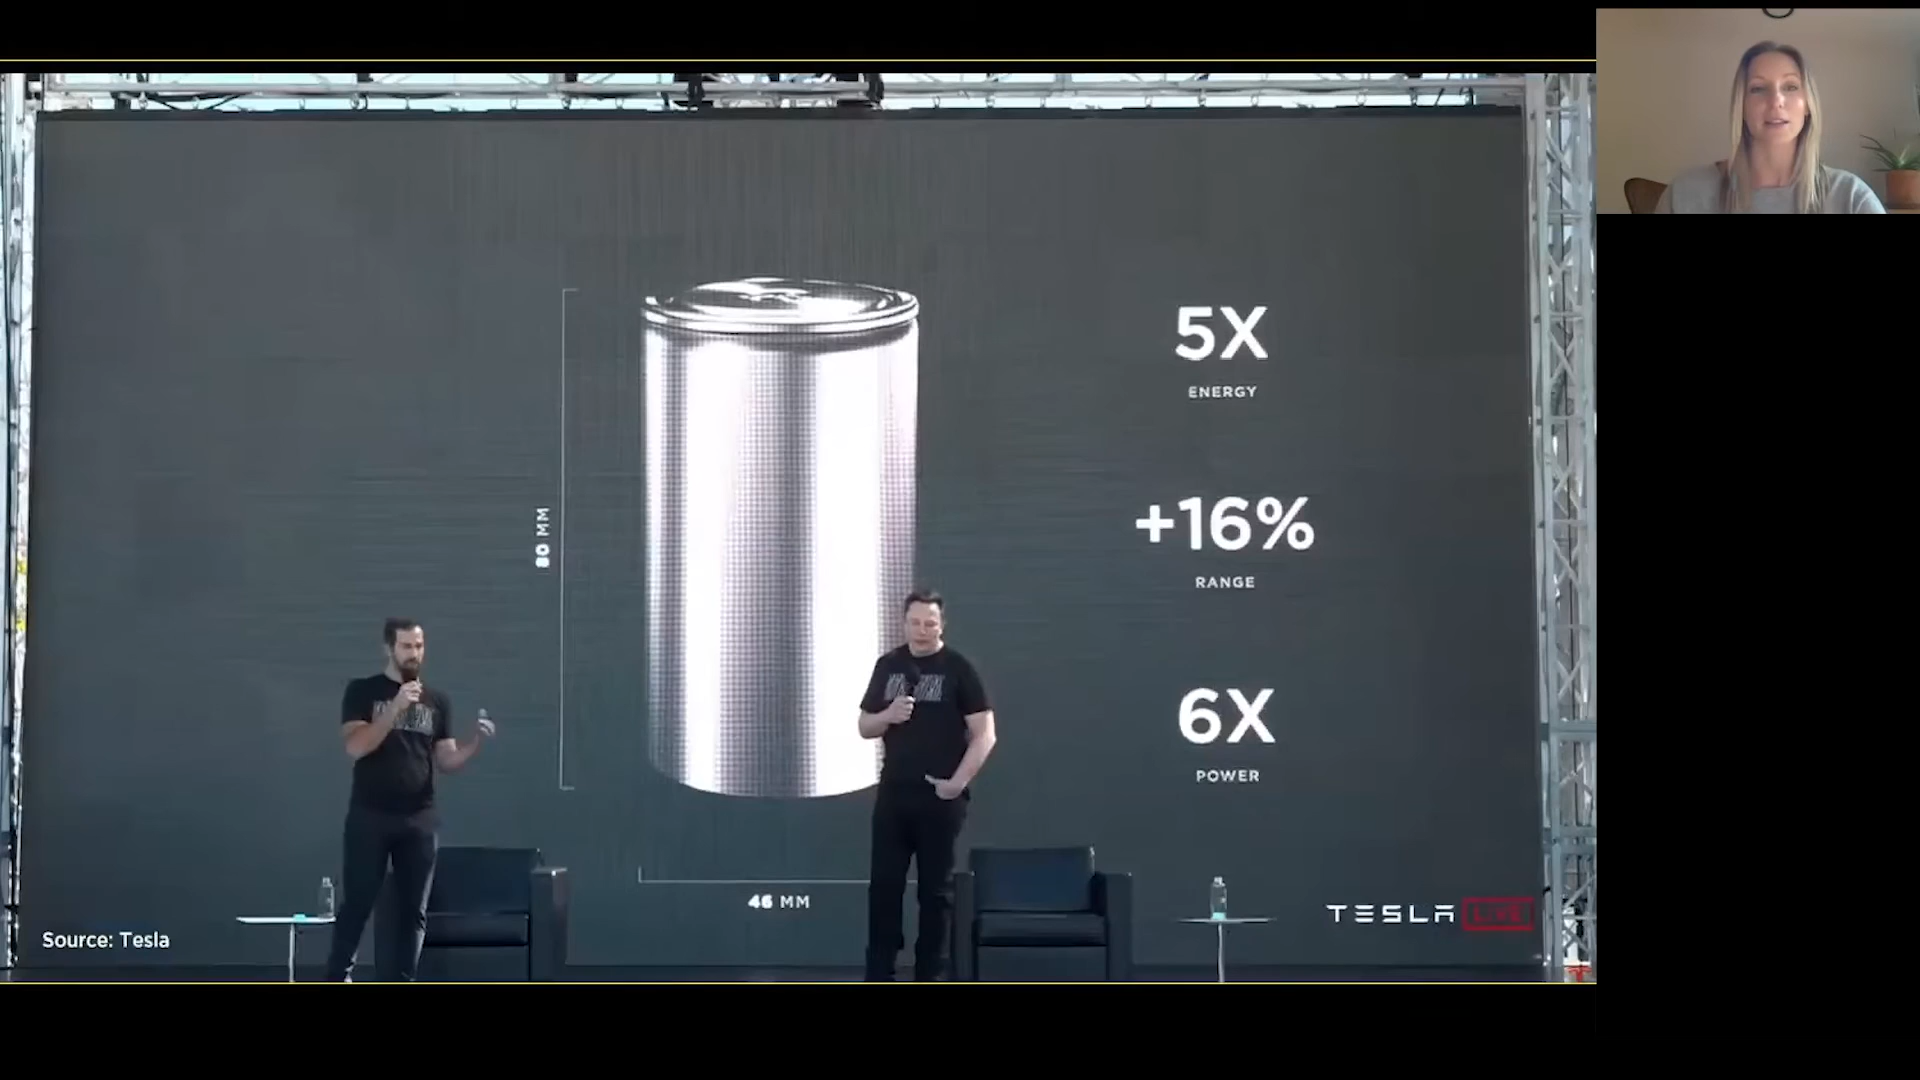 5X
ENERGY
+16%
RANGE
6X
POWER
80 MM
46 MM
TESLA LIVE
Source: Tesla